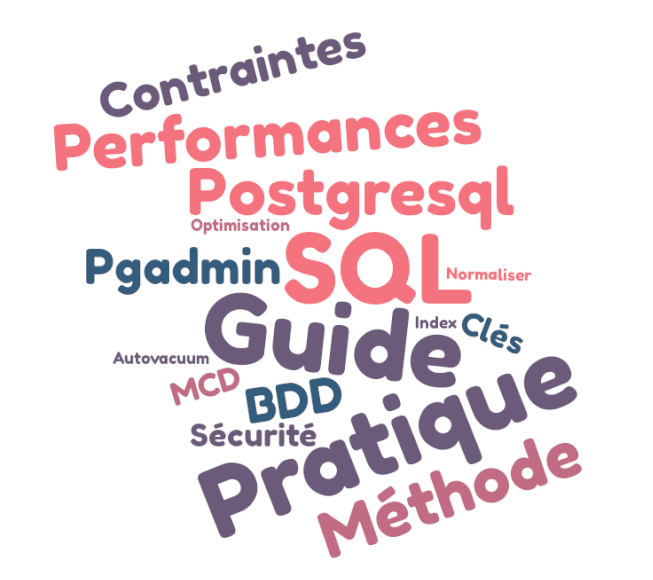 Contraintes
Performances
Postgresql
Optimisation
Pgadmin
SQL
Normaliser
Guide
Index
Clés
Autovacuum
MCD
BDD
Sécurité
Pratique
Méthode